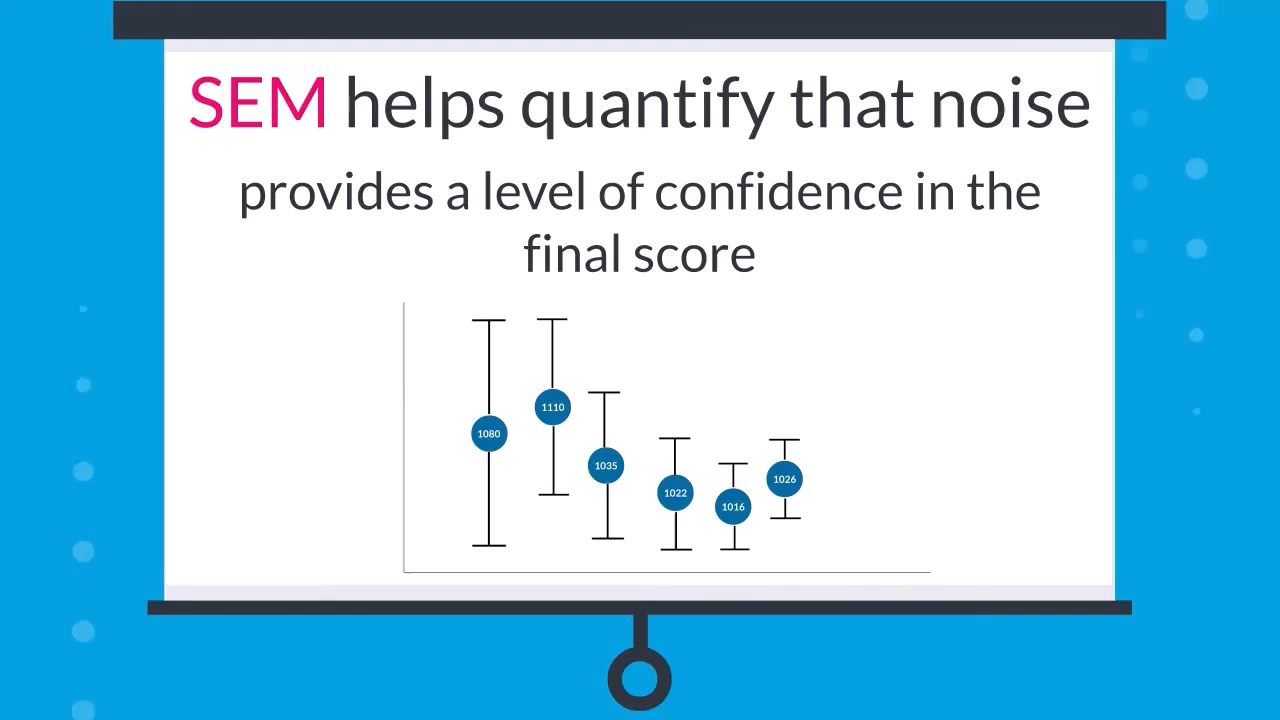 SEM helps quantify that noise
provides a level of confidence in the
final score
1080
1110
1035
1022
1016
1026